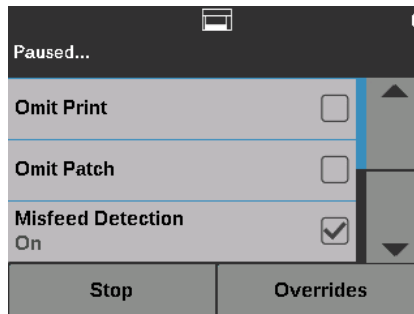 Paused...
Omit Print
Omit Patch
Misfeed Detection
On
Stop
Overrides